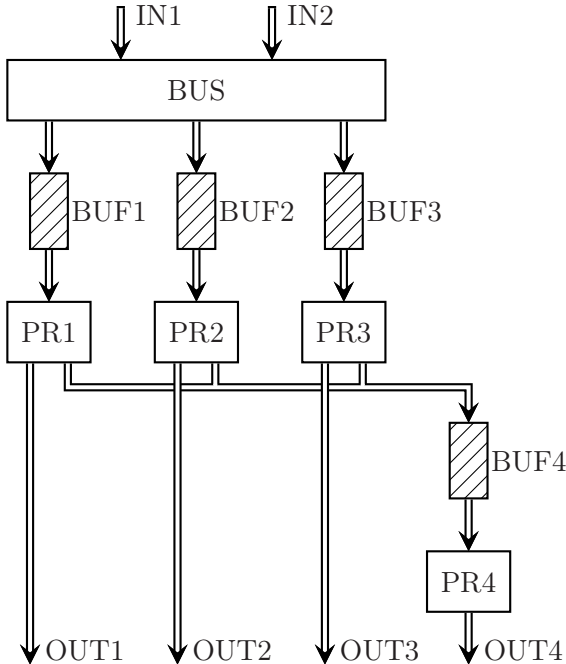 IN1 IN2
BUS
BUF1 BUF2 BUF3
PR1 PR2 PR3
BUF4
PR4
OUT1 OUT2 OUT3 OUT4